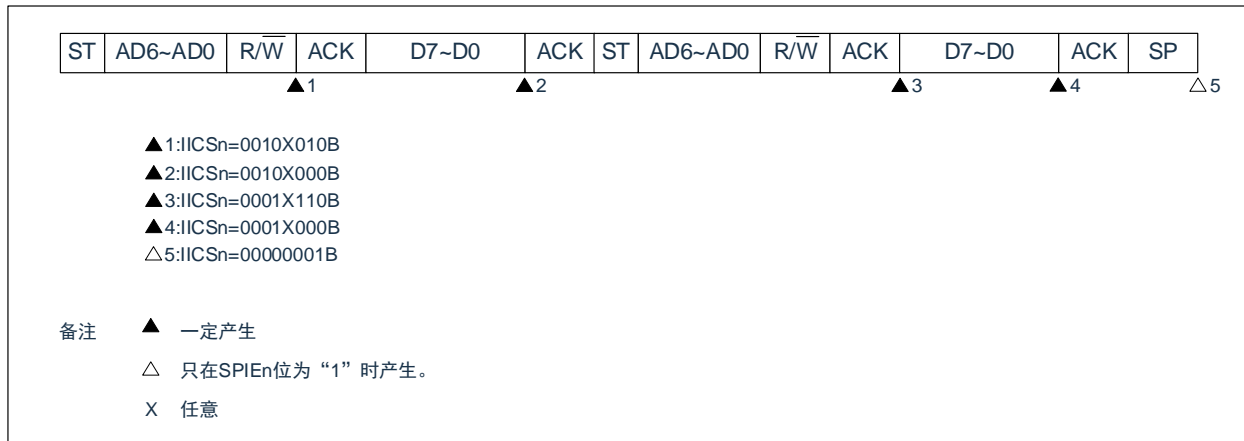 ST AD6~AD0 R/W ACK D7~D0 ACK ST AD6~AD0 R/W ACK D7~D0 ACK SP
▲1 ▲2 ▲3 ▲4 △5
▲1:IICSn=0010X010B
▲2:IICSn=0010X000B
▲3:IICSn=0001X110B
▲4:IICSn=0001X000B
△5:IICSn=00000001B
备注 ▲ 一定产生
△ 只在SPIEn位为“1”时产生。
X 任意